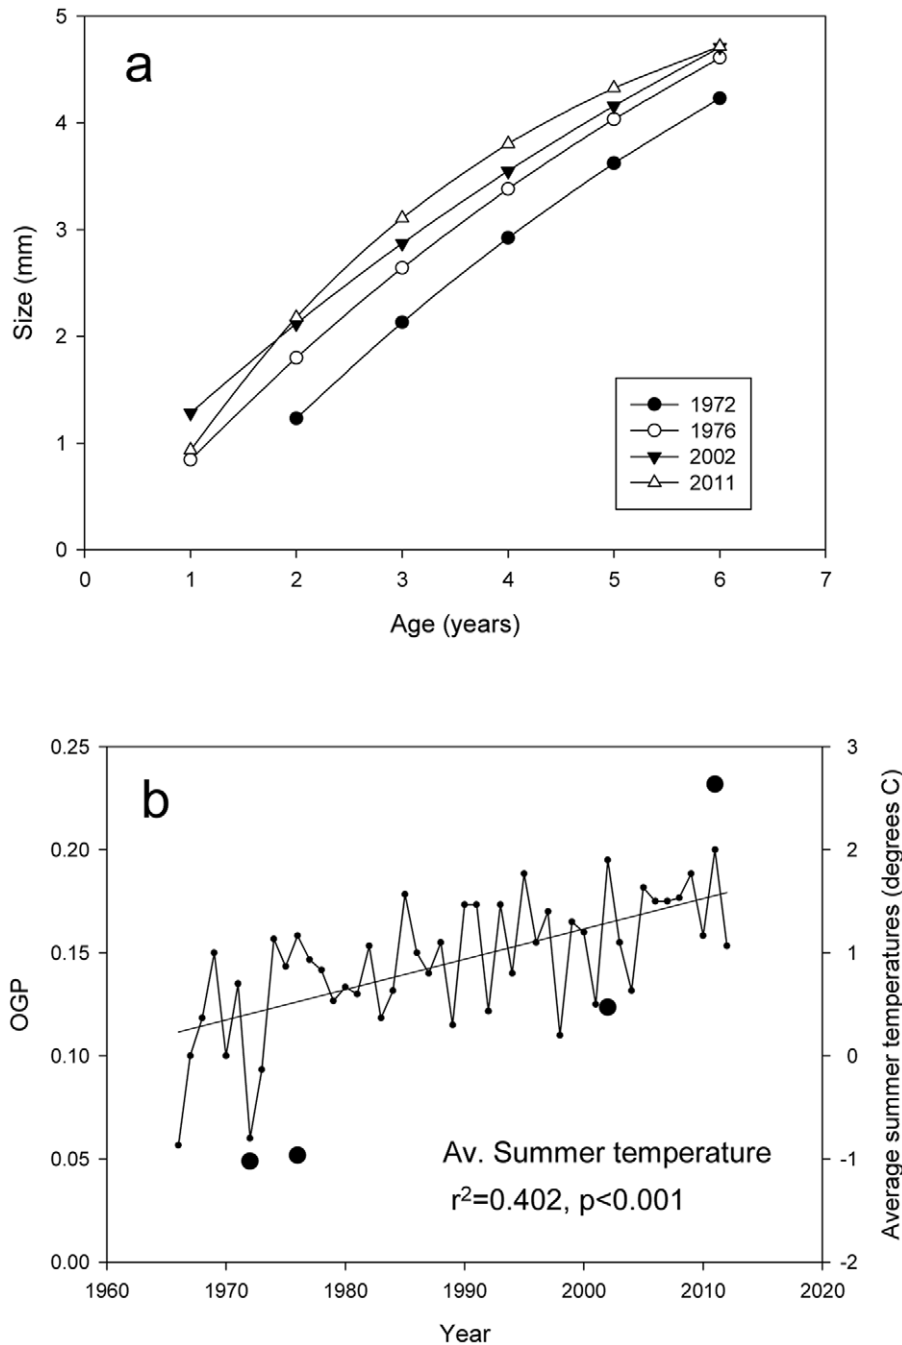 5
a
4
3
Size (mm)
2
1972
1976
2002
2011
1
0
0 1 2 3 4 5 6 7
Age (years)
0.25 3
b
0.20 2
0.15 1
OGP
Average summer temperatures (degrees C)
0.10 0
Av. Summer temperature
0.05 -1
r²=0.402, p<0.001
0.00 -2
1960 1970 1980 1990 2000 2010 2020
Year